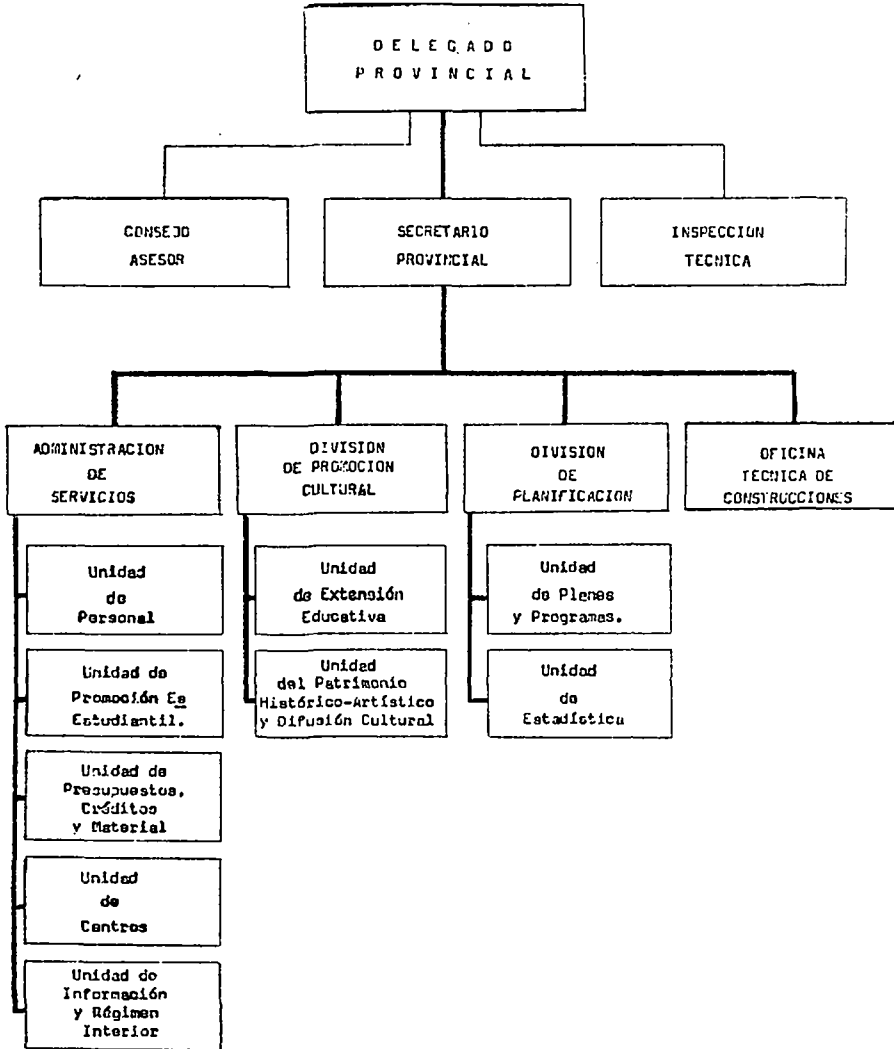 DELEGADO
PROVINCIAL
CONSEJO
ASESOR
SECRETARIO
PROVINCIAL
INSPECCION
TECNICA
ADMINISTRACION
DE
SERVICIOS
DIVISION
DE PROMOCION
CULTURAL
DIVISION
DE
PLANIFICACION
OFICINA
TECNICA DE
CONSTRUCCIONES
Unidad
de
Personal
Unidad de
Promoción Es
Estudiantil.
Unidad de
Presupuestos,
Créditos
y Material
Unidad
de
Centros
Unidad de
Información
y Régimen
Interior
Unidad
de Extensión
Educativa
Unidad
del Patrimonio
Histórico-Artístico
y Difusión Cultural
Unidad
de Planes
y Programas.
Unidad
de
Estadística